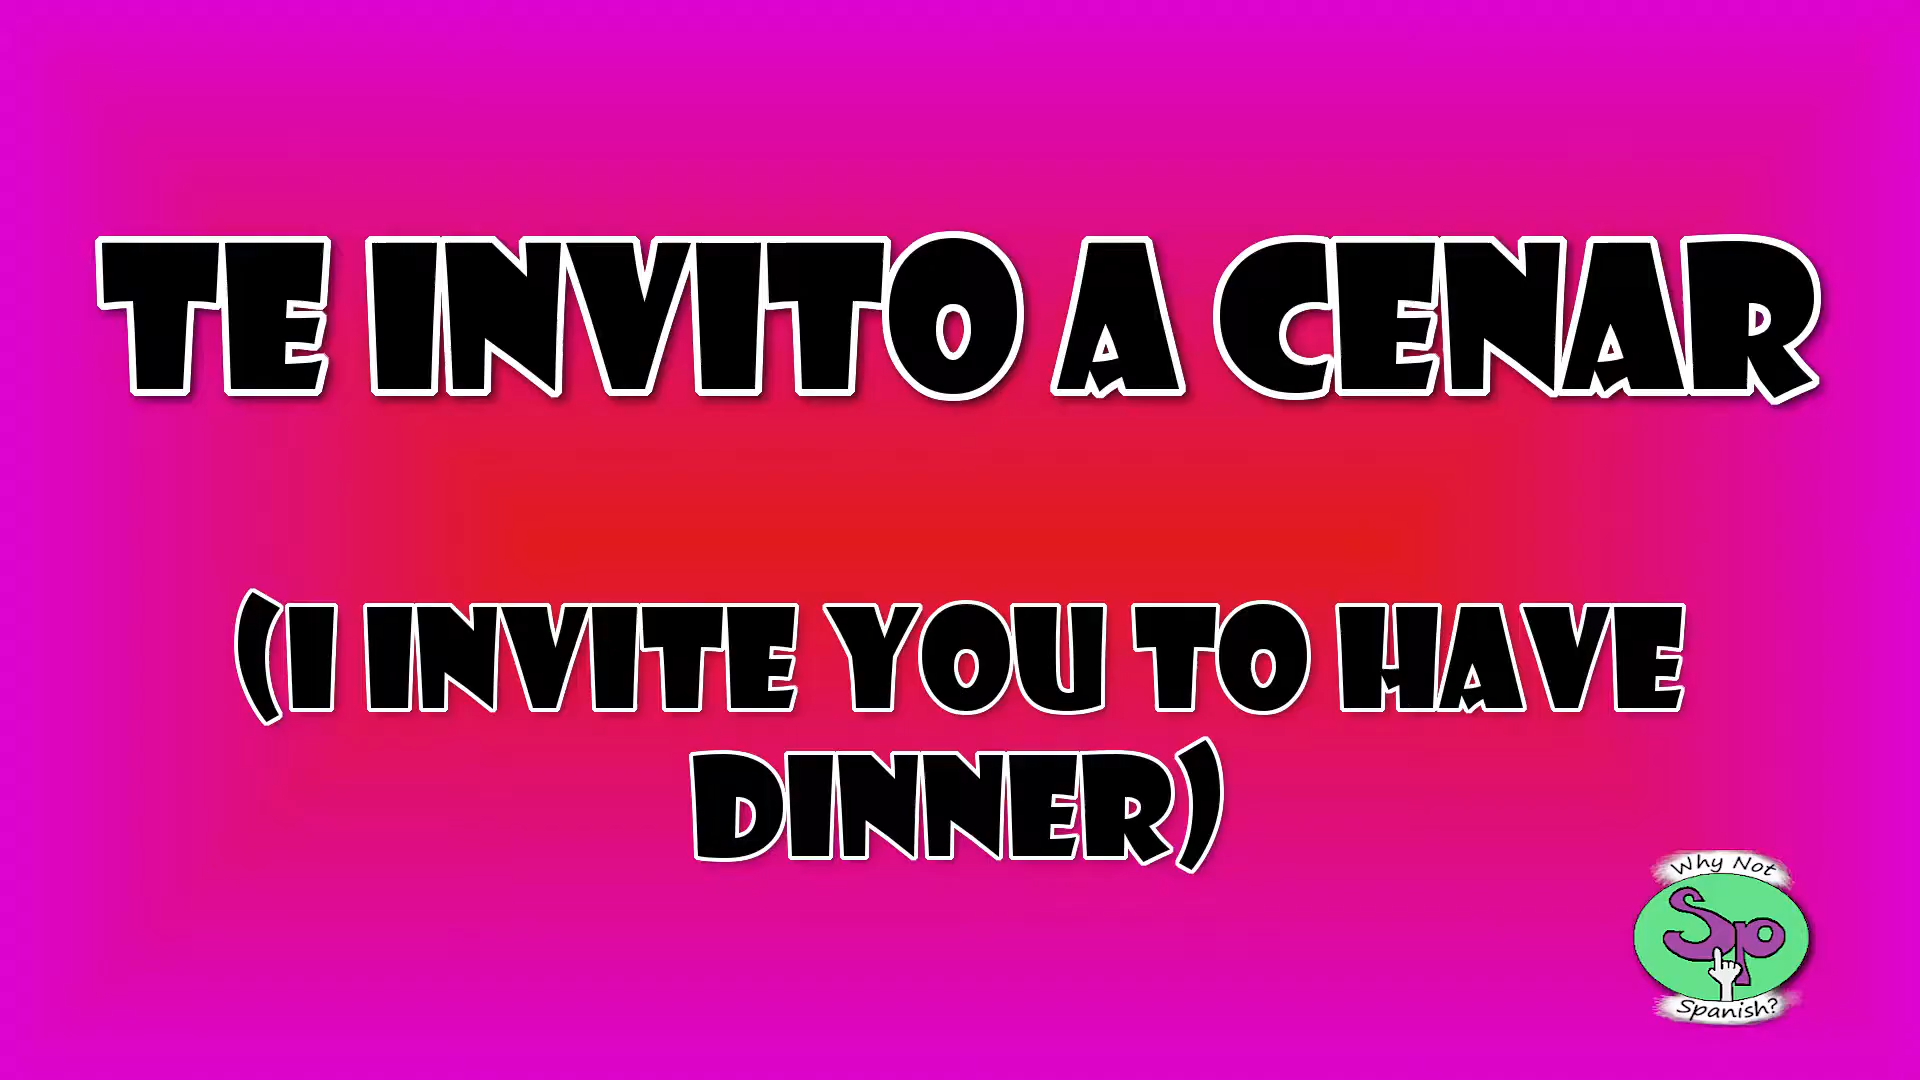 TE INVITO A CENAR
(I INVITE YOU TO HAVE
DINNER)
Why Not
Sp
Spanish?